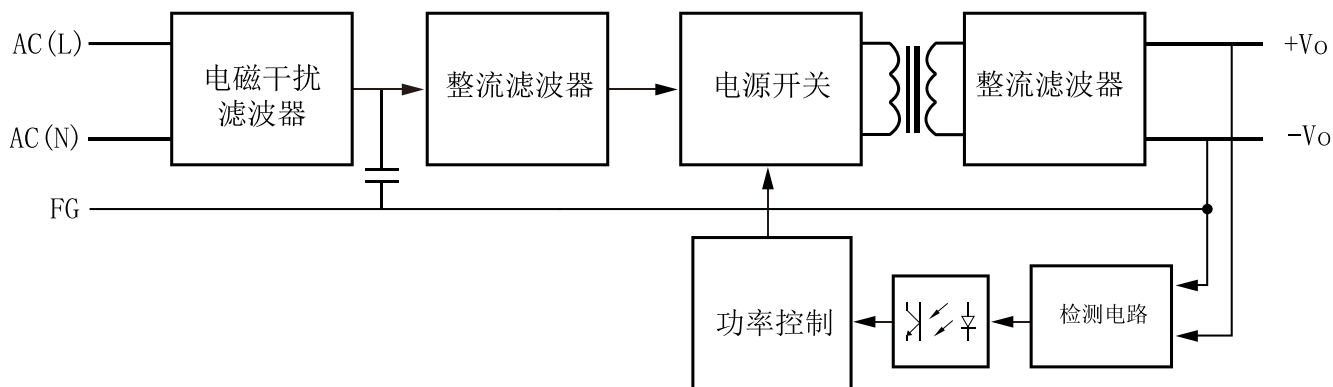 AC(L)
电磁干扰
滤波器
整流滤波器
电源开关
整流滤波器
+VO
AC(N)
-VO
FG
功率控制
检测电路